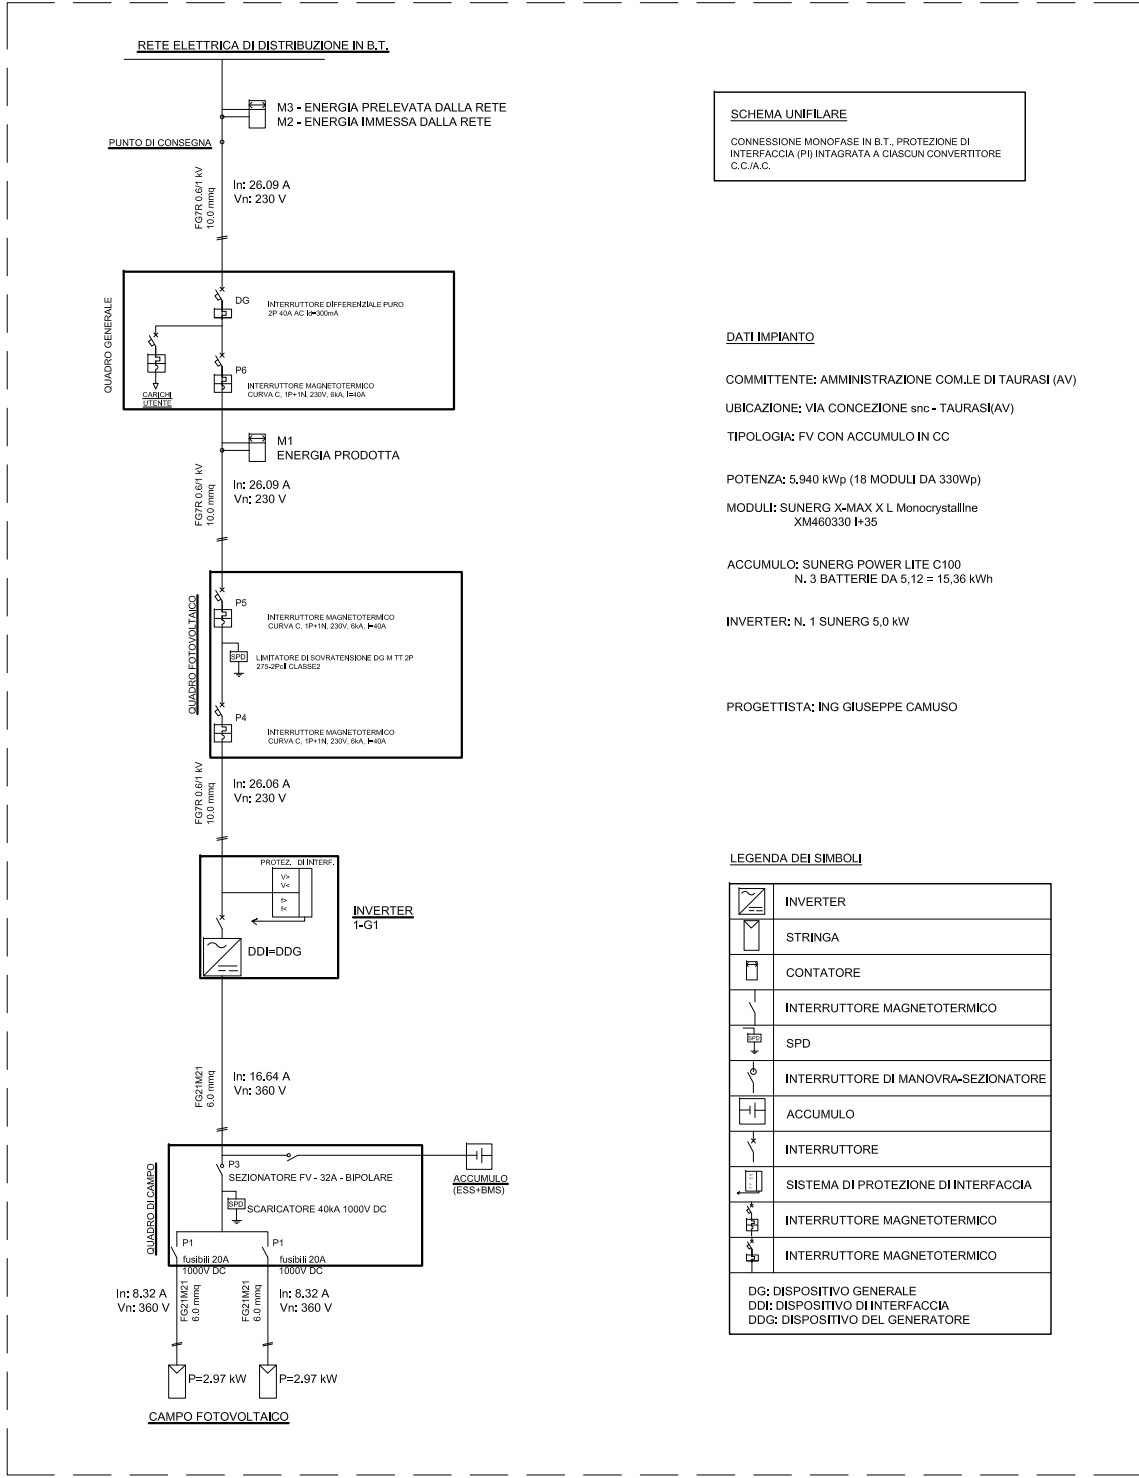 RETE ELETTRICA DI DISTRIBUZIONE IN B.T.
M3 - ENERGIA PRELEVATA DALLA RETE
M2 - ENERGIA IMMESSA DALLA RETE
PUNTO DI CONSEGNA
FG7R 0.6/1 kV
10.0 mmq
In: 26.09 A
Vn: 230 V
QUADRO GENERALE
DG
INTERRUTTORE DIFFERENZIALE PURO
2P 40A AC Id=300mA
P6
INTERRUTTORE MAGNETOTERMICO
CURVA C, 1P+1N, 230V, 6kA, I=40A
CARICHI
UTENTE
M1
ENERGIA PRODOTTA
FG7R 0.6/1 kV
10.0 mmq
In: 26.09 A
Vn: 230 V
QUADRO FOTOVOLTAICO
P5
INTERRUTTORE MAGNETOTERMICO
CURVA C, 1P+1N, 230V, 6kA, I=40A
SPD
LIMITATORE DI SOVRATENSIONE DG M TT 2P
275-2Pcll CLASSE2
P4
INTERRUTTORE MAGNETOTERMICO
CURVA C, 1P+1N, 230V, 6kA, I=40A
FG7R 0.6/1 kV
10.0 mmq
In: 26.06 A
Vn: 230 V
PROTEZ. DI INTERF.
V>
V<
f>
f<
INVERTER
1-G1
DDI=DDG
FG21M21
6.0 mmq
In: 16.64 A
Vn: 360 V
QUADRO DI CAMPO
P3
SEZIONATORE FV - 32A - BIPOLARE
SPD
SCARICATORE 40kA 1000V DC
ACCUMULO
(ESS+BMS)
P1
fusibili 20A
1000V DC
P1
fusibili 20A
1000V DC
In: 8.32 A
Vn: 360 V
FG21M21
6.0 mmq
FG21M21
6.0 mmq
In: 8.32 A
Vn: 360 V
P=2.97 kW
P=2.97 kW
CAMPO FOTOVOLTAICO
SCHEMA UNIFILARE
CONNESSIONE MONOFASE IN B.T., PROTEZIONE DI
INTERFACCIA (PI) INTAGRATA A CIASCUN CONVERTITORE
C.C./A.C.
DATI IMPIANTO
COMMITTENTE: AMMINISTRAZIONE COM.LE DI TAURASI (AV)
UBICAZIONE: VIA CONCEZIONE snc - TAURASI(AV)
TIPOLOGIA: FV CON ACCUMULO IN CC
POTENZA: 5.940 kWp (18 MODULI DA 330Wp)
MODULI: SUNERG X-MAX X L Monocrystalline
XM460330 I+35
ACCUMULO: SUNERG POWER LITE C100
N. 3 BATTERIE DA 5,12 = 15,36 kWh
INVERTER: N. 1 SUNERG 5,0 kW
PROGETTISTA: ING GIUSEPPE CAMUSO
LEGENDA DEI SIMBOLI
INVERTER
STRINGA
CONTATORE
INTERRUTTORE MAGNETOTERMICO
SPD
SPD
INTERRUTTORE DI MANOVRA-SEZIONATORE
ACCUMULO
INTERRUTTORE
SISTEMA DI PROTEZIONE DI INTERFACCIA
INTERRUTTORE MAGNETOTERMICO
INTERRUTTORE MAGNETOTERMICO
DG: DISPOSITIVO GENERALE
DDI: DISPOSITIVO DI INTERFACCIA
DDG: DISPOSITIVO DEL GENERATORE